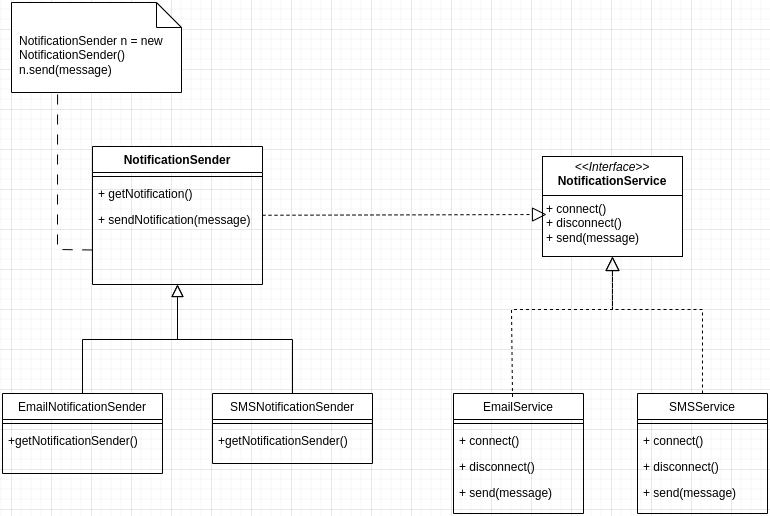 NotificationSender n = new
NotificationSender()
n.send(message)
NotificationSender
+ getNotification()
+ sendNotification(message)
<<Interface>>
NotificationService
+ connect()
+ disconnect()
+ send(message)
EmailNotificationSender
+getNotificationSender()
SMSNotificationSender
+getNotificationSender()
EmailService
+ connect()
+ disconnect()
+ send(message)
SMSService
+ connect()
+ disconnect()
+ send(message)